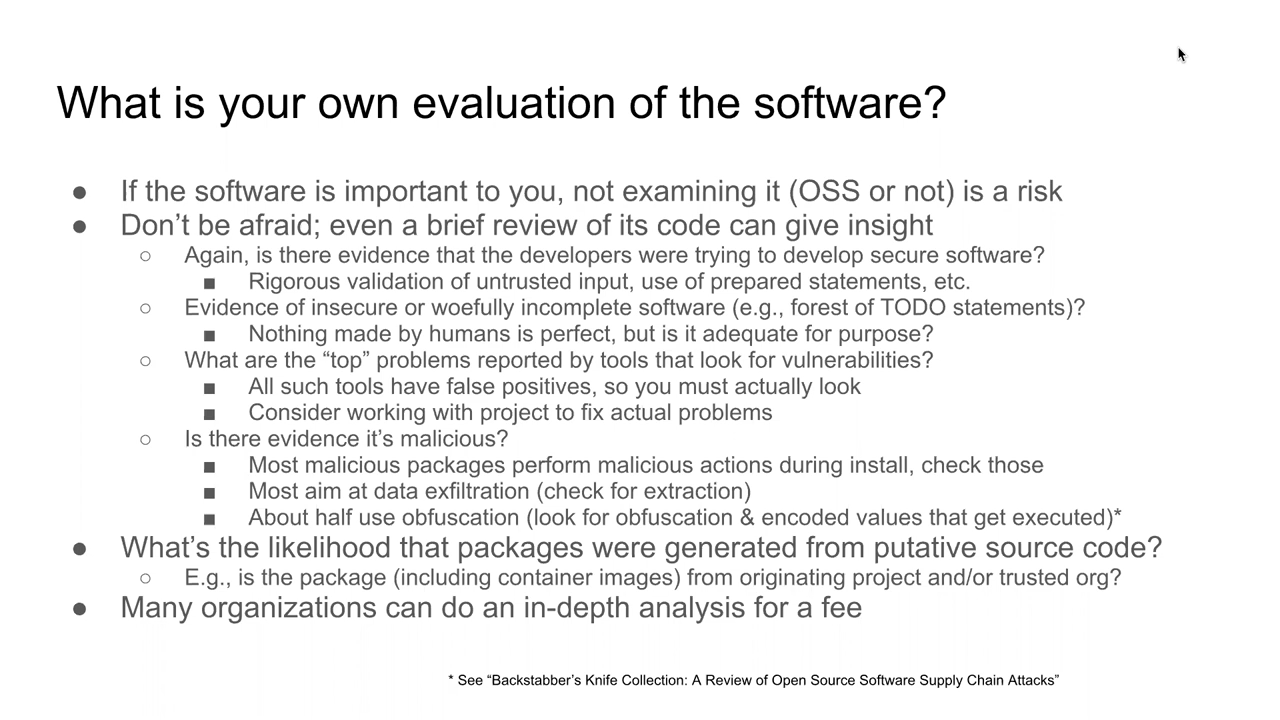 What is your own evaluation of the software?
● If the software is important to you, not examining it (OSS or not) is a risk
● Don’t be afraid; even a brief review of its code can give insight
○ Again, is there evidence that the developers were trying to develop secure software?
■ Rigorous validation of untrusted input, use of prepared statements, etc.
○ Evidence of insecure or woefully incomplete software (e.g., forest of TODO statements)?
■ Nothing made by humans is perfect, but is it adequate for purpose?
○ What are the “top” problems reported by tools that look for vulnerabilities?
■ All such tools have false positives, so you must actually look
■ Consider working with project to fix actual problems
○ Is there evidence it’s malicious?
■ Most malicious packages perform malicious actions during install, check those
■ Most aim at data exfiltration (check for extraction)
■ About half use obfuscation (look for obfuscation & encoded values that get executed)*
● What’s the likelihood that packages were generated from putative source code?
○ E.g., is the package (including container images) from originating project and/or trusted org?
● Many organizations can do an in-depth analysis for a fee
* See “Backstabber’s Knife Collection: A Review of Open Source Software Supply Chain Attacks”